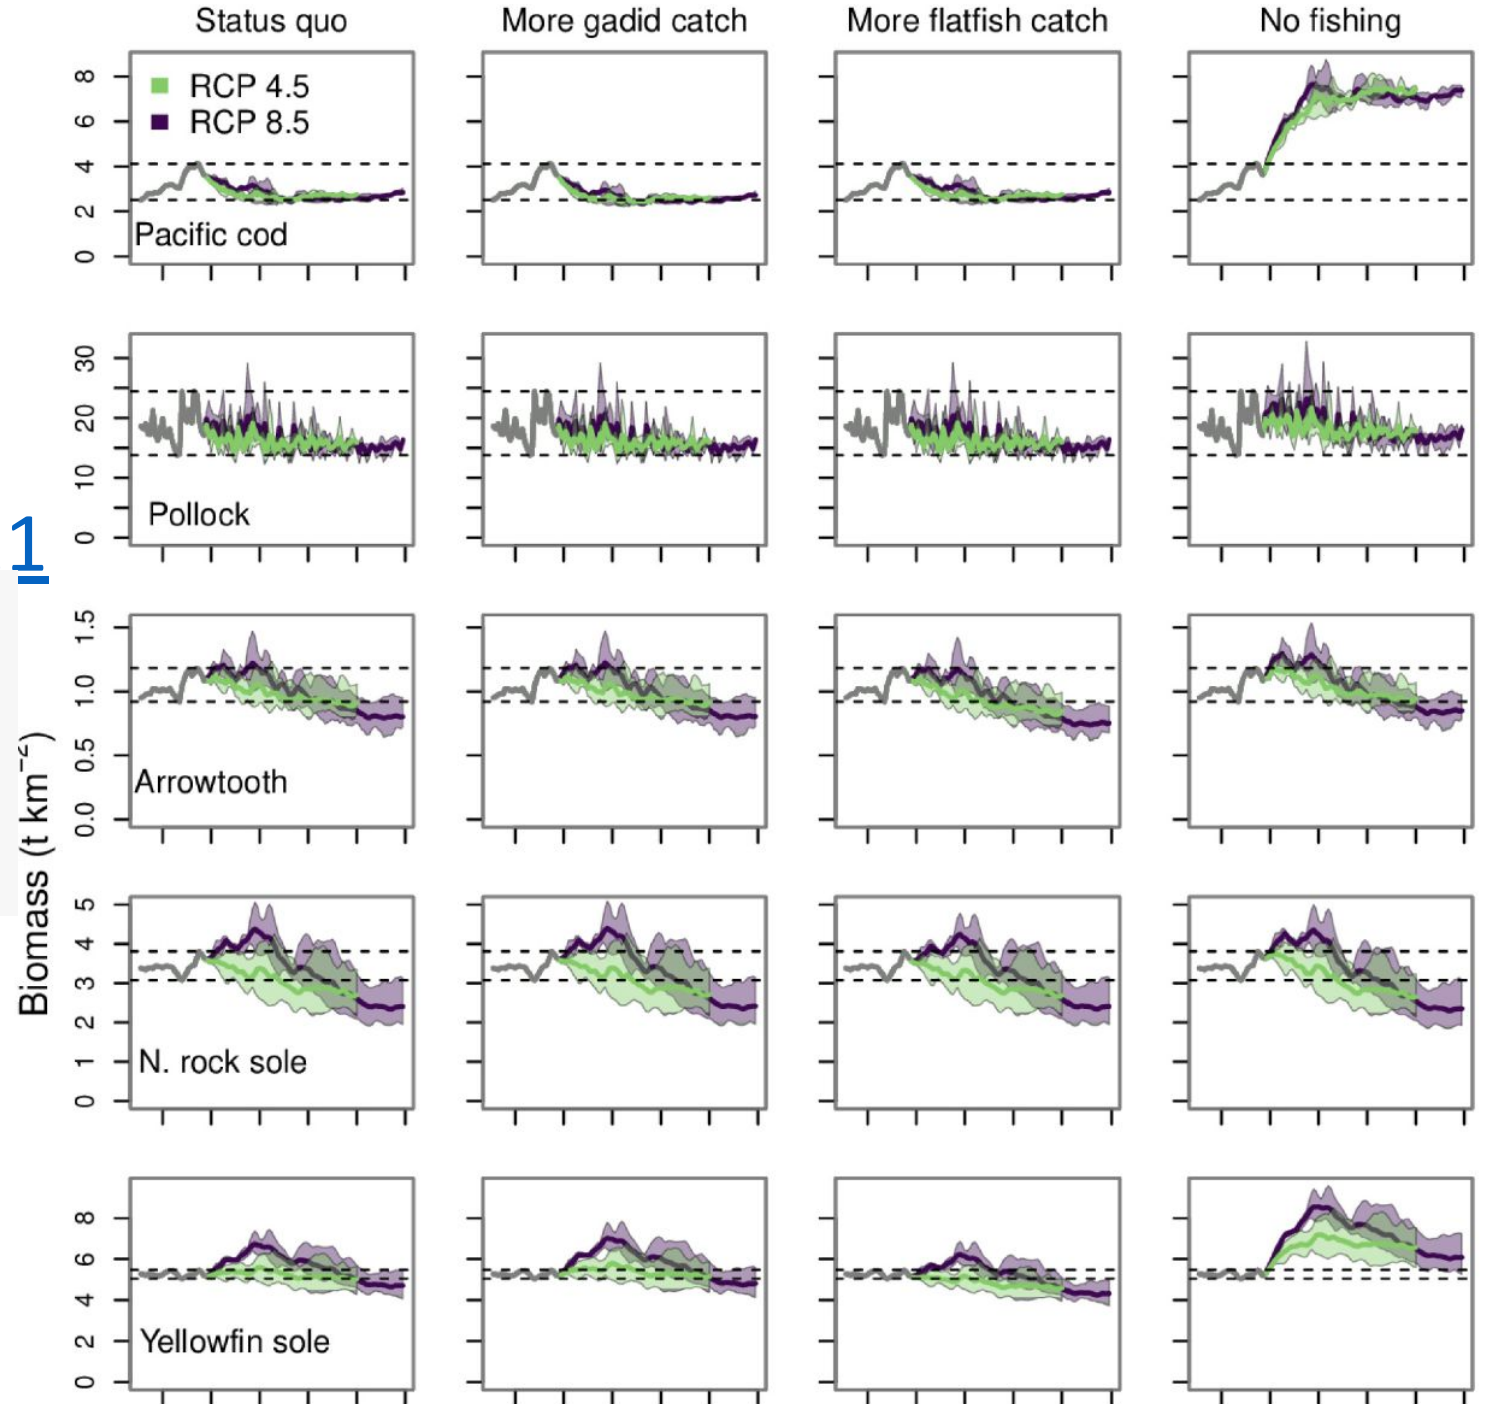 Status quo
More gadid catch
More flatfish catch
No fishing
8
6
4
2
0
RCP 4.5
RCP 8.5
Pacific cod
30
20
10
0
Pollock
1
1.5
1.0
0.5
0.0
Arrowtooth
Biomass (t km⁻²)
5
4
3
2
1
0
N. rock sole
8
6
4
2
0
Yellowfin sole